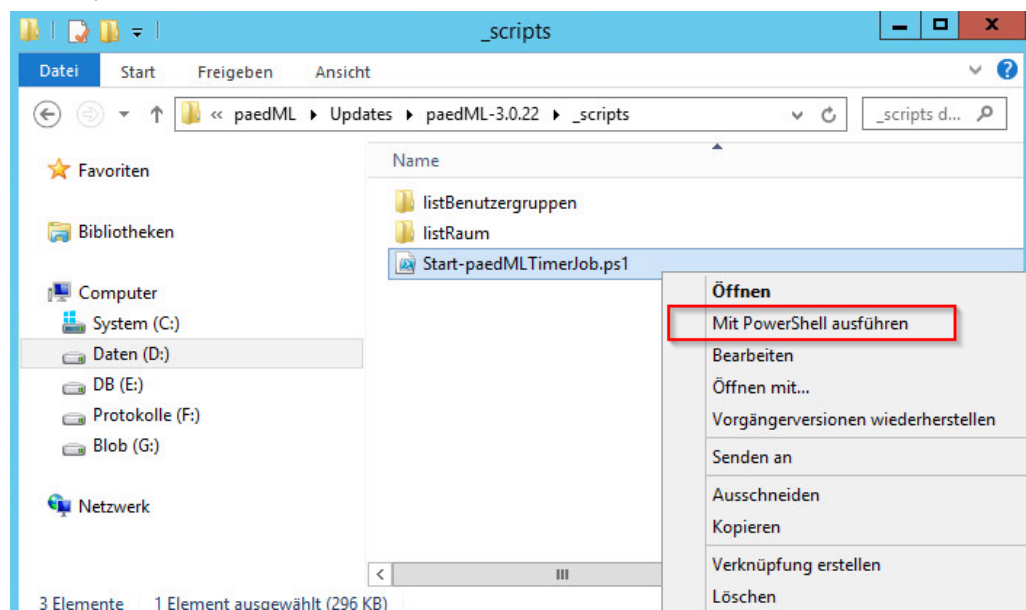 _scripts
Datei Start Freigeben Ansicht
« paedML Updates paedML-3.0.22 _scripts _scripts d...
Favoriten
Bibliotheken
Computer
System (C:)
Daten (D:)
DB (E:)
Protokolle (F:)
Blob (G:)
Netzwerk
Name
listBenutzergruppen
listRaum
Start-paedMLTimerJob.ps1
Öffnen
Mit PowerShell ausführen
Bearbeiten
Öffnen mit...
Vorgängerversionen wiederherstellen
Senden an
Ausschneiden
Kopieren
Verknüpfung erstellen
Löschen
3 Elemente 1 Element ausgewählt (296 KB)